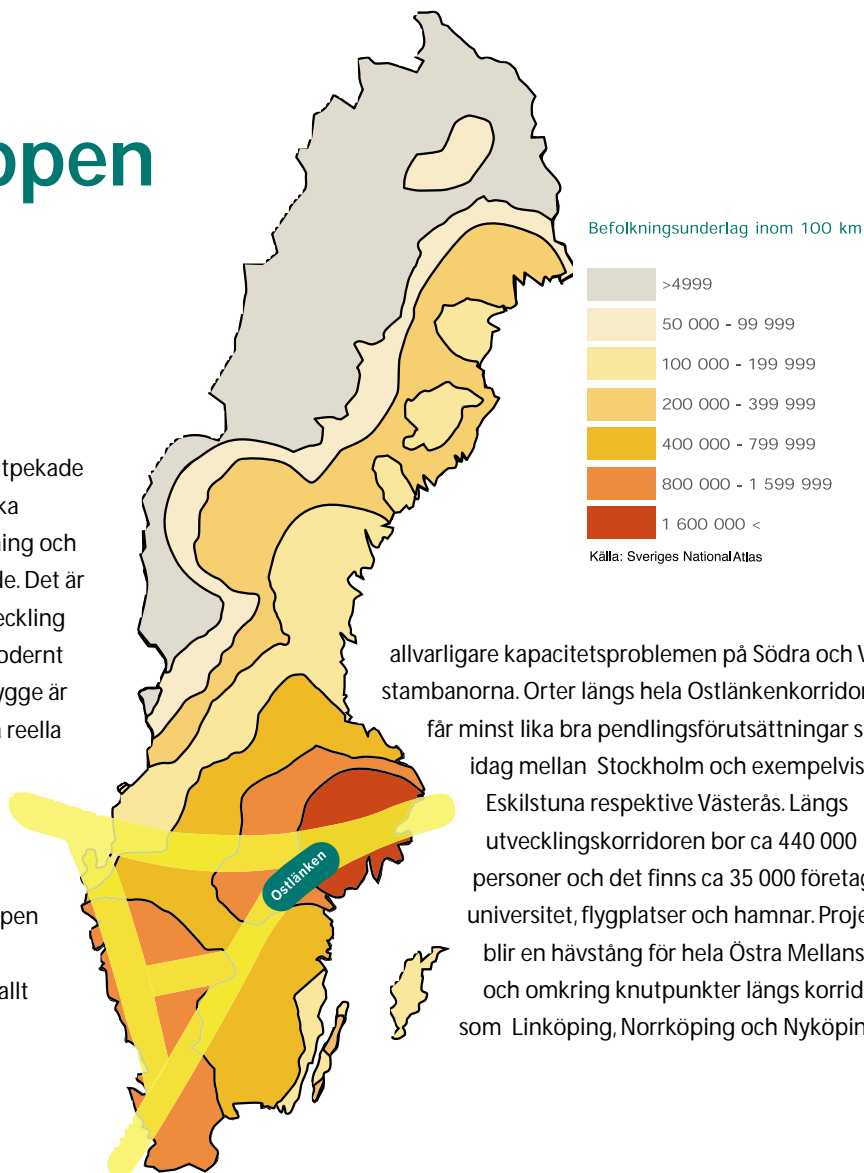 ppen
Befolkningsunderlag inom 100 km
>4999
50 000 - 99 999
100 000 - 199 999
200 000 - 399 999
400 000 - 799 999
800 000 - 1 599 999
1 600 000 <
Källa: Sveriges NationalAtlas
tpekade
ka
ning och
de. Det är
eckling
odernt
ygge är
reella
pen
allt
allvarligare kapacitetsproblemen på Södra och V
stambanorna. Orter längs hela Ostlänkenkorridor
får minst lika bra pendlingsförutsättningar s
idag mellan Stockholm och exempelvis
Eskilstuna respektive Västerås. Längs
utvecklingskorridoren bor ca 440 000
personer och det finns ca 35 000 företag
universitet, flygplatser och hamnar. Proje
blir en hävstång för hela Östra Mellans
och omkring knutpunkter längs korrid
som Linköping, Norrköping och Nyköpin
Ostlänken